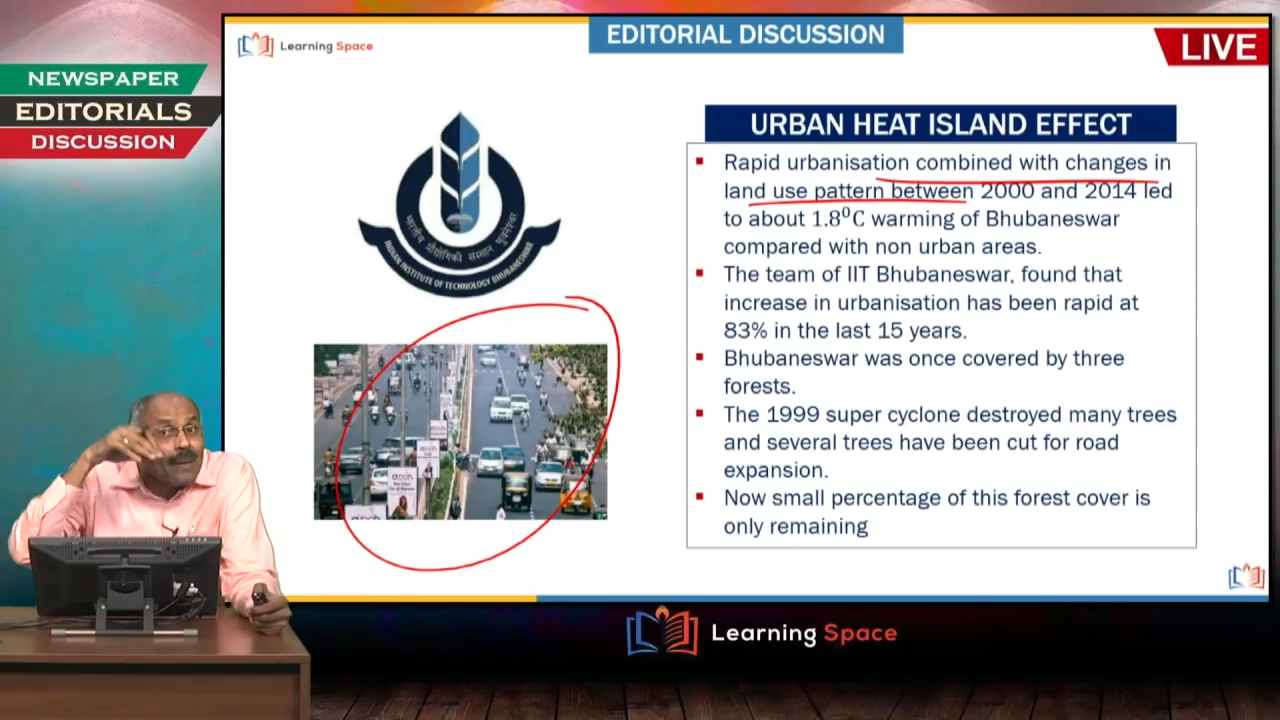 Learning Space
EDITORIAL DISCUSSION
LIVE
NEWSPAPER
EDITORIALS
DISCUSSION
भारतीय प्रौद्योगिकी संस्थान भुवनेश्वर
INDIAN INSTITUTE OF TECHNOLOGY BHUBANESWAR
URBAN HEAT ISLAND EFFECT
Rapid urbanisation combined with changes in
land use pattern between 2000 and 2014 led
to about 1.8⁰C warming of Bhubaneswar
compared with non urban areas.
The team of IIT Bhubaneswar, found that
increase in urbanisation has been rapid at
83% in the last 15 years.
Bhubaneswar was once covered by three
forests.
The 1999 super cyclone destroyed many trees
and several trees have been cut for road
expansion.
Now small percentage of this forest cover is
only remaining
Learning Space